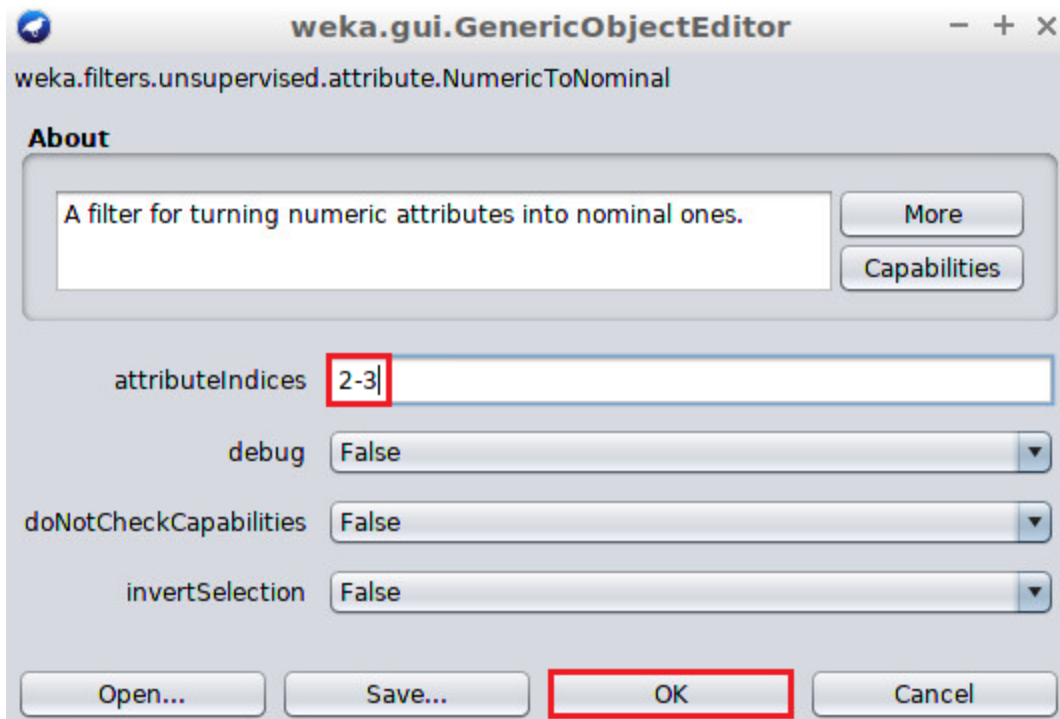 weka.gui.GenericObjectEditor
weka.filters.unsupervised.attribute.NumericToNominal
About
A filter for turning numeric attributes into nominal ones.
More
Capabilities
attributeIndices 2-3
debug False
doNotCheckCapabilities False
invertSelection False
Open... Save... OK Cancel